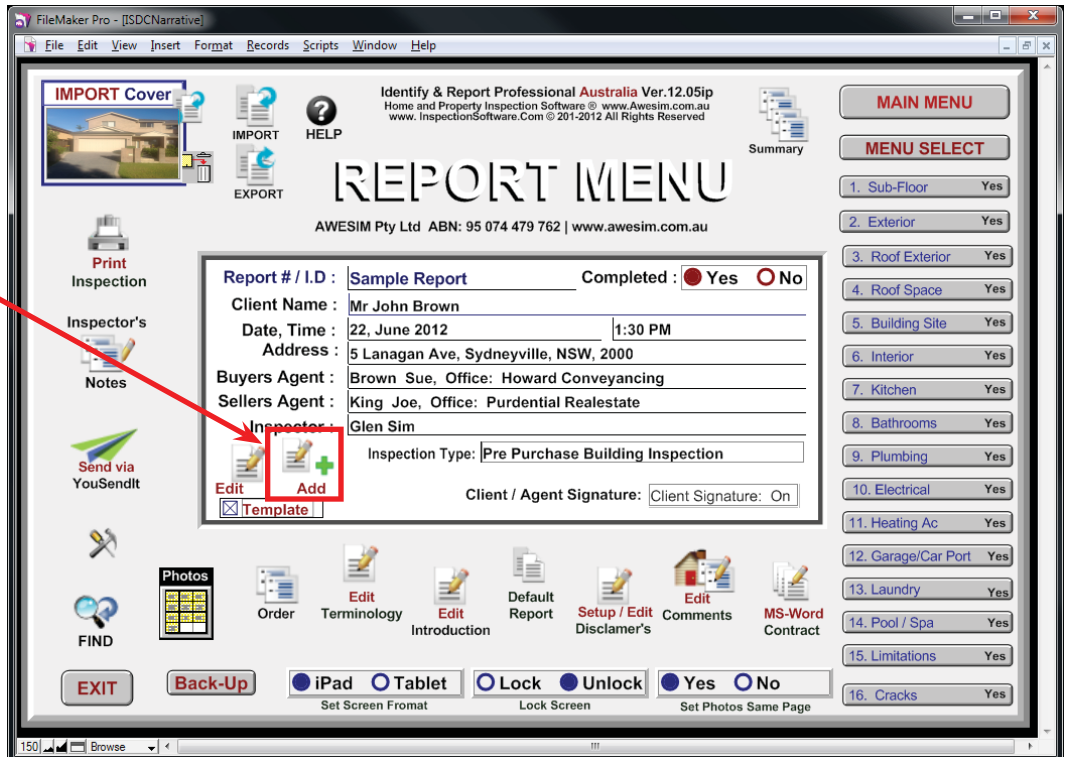 FileMaker Pro - [ISDCNarrative]
File Edit View Insert Format Records Scripts Window Help
IMPORT Cover
IMPORT
EXPORT
HELP
Identify & Report Professional Australia Ver.12.05ip
Home and Property Inspection Software ® www.Awesim.com.au
www. InspectionSoftware.Com © 201-2012 All Rights Reserved
Summary
REPORT MENU
AWESIM Pty Ltd ABN: 95 074 479 762 | www.awesim.com.au
Print
Inspection
Inspector's
Notes
Send via
YouSendIt
FIND
Report # / I.D : Sample Report Completed : Yes No
Client Name : Mr John Brown
Date, Time : 22, June 2012 1:30 PM
Address : 5 Lanagan Ave, Sydneyville, NSW, 2000
Buyers Agent : Brown Sue, Office: Howard Conveyancing
Sellers Agent : King Joe, Office: Purdential Realestate
Inspector : Glen Sim
Inspection Type: Pre Purchase Building Inspection
Edit Add
Client / Agent Signature: Client Signature: On
Template
Photos
Order
Edit
Terminology
Edit
Introduction
Default
Report
Setup / Edit
Disclamer's
Edit
Comments
MS-Word
Contract
EXIT
Back-Up
iPad Tablet
Set Screen Fromat
Lock Unlock
Lock Screen
Yes No
Set Photos Same Page
MAIN MENU
MENU SELECT
1. Sub-Floor Yes
2. Exterior Yes
3. Roof Exterior Yes
4. Roof Space Yes
5. Building Site Yes
6. Interior Yes
7. Kitchen Yes
8. Bathrooms Yes
9. Plumbing Yes
10. Electrical Yes
11. Heating Ac Yes
12. Garage/Car Port Yes
13. Laundry Yes
14. Pool / Spa Yes
15. Limitations Yes
16. Cracks Yes
150 Browse